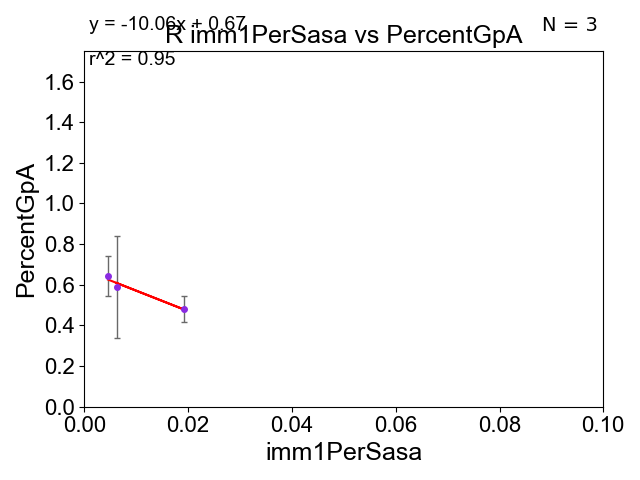 y = -10.06x + 0.67
R imm1PerSasa vs PercentGpA
N = 3
r^2 = 0.95
1.6
1.4
1.2
1.0
0.8
0.6
0.4
0.2
0.0
PercentGpA
0.00 0.02 0.04 0.06 0.08 0.10
imm1PerSasa